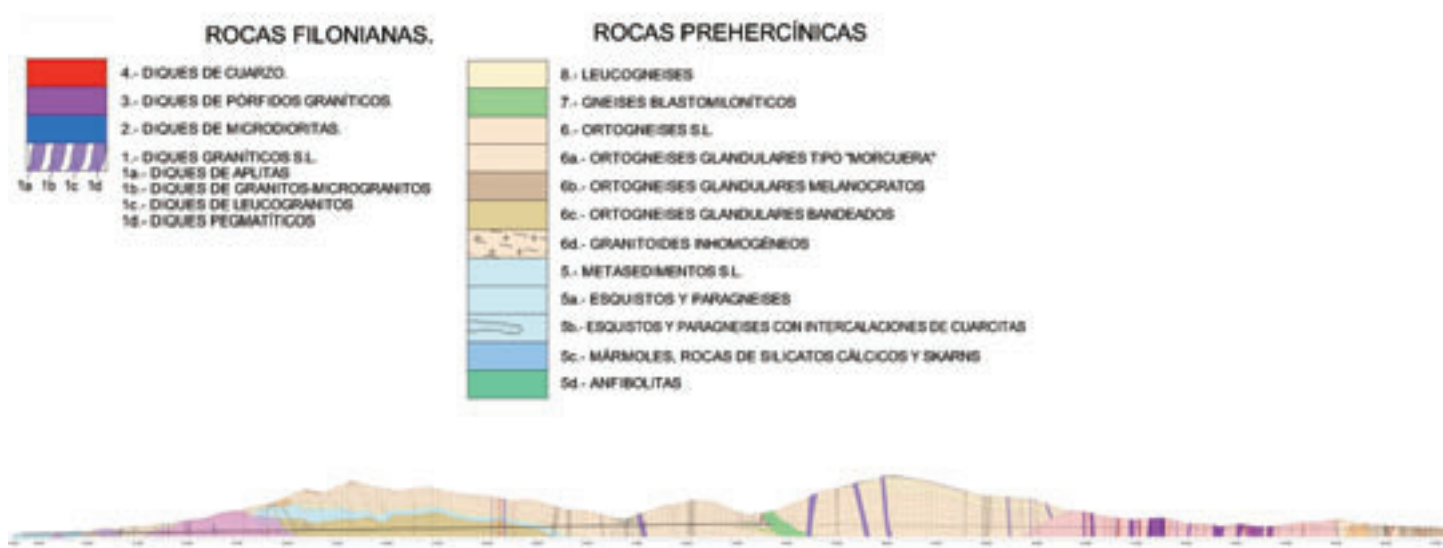 ROCAS FILONIANAS.
4.- DIQUES DE CUARZO.
3.- DIQUES DE PÓRFIDOS GRANÍTICOS.
2.- DIQUES DE MICRODIORITAS.
1.- DIQUES GRANÍTICOS S.L.
1a.- DIQUES DE APLITAS
1b.- DIQUES DE GRANITOS-MICROGRANITOS
1c.- DIQUES DE LEUCOGRANITOS
1d.- DIQUES PEGMATÍTICOS
1a 1b 1c 1d
ROCAS PREHERCÍNICAS
8.- LEUCOGNEISES
7.- GNEISES BLASTOMILONÍTICOS
6.- ORTOGNEISES S.L.
6a.- ORTOGNEISES GLANDULARES TIPO "MORCUERA"
6b.- ORTOGNEISES GLANDULARES MELANOCRATOS
6c.- ORTOGNEISES GLANDULARES BANDEADOS
6d.- GRANITOIDES INHOMOGÉNEOS
5.- METASEDIMENTOS S.L.
5a.- ESQUISTOS Y PARAGNEISES
5b.- ESQUISTOS Y PARAGNEISES CON INTERCALACIONES DE CUARCITAS
5c.- MÁRMOLES, ROCAS DE SILICATOS CÁLCICOS Y SKARNS
5d.- ANFIBOLITAS